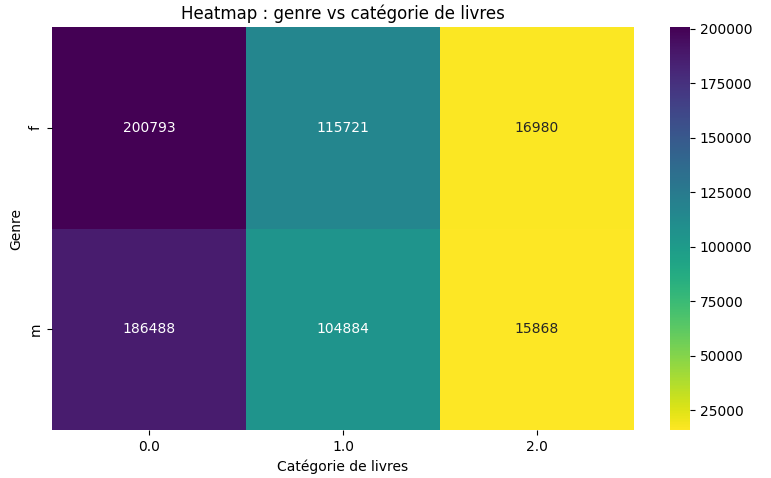 Heatmap : genre vs catégorie de livres
Genre
f
200793 115721 16980
m
186488 104884 15868
0.0 1.0 2.0
Catégorie de livres
200000
175000
150000
125000
100000
75000
50000
25000